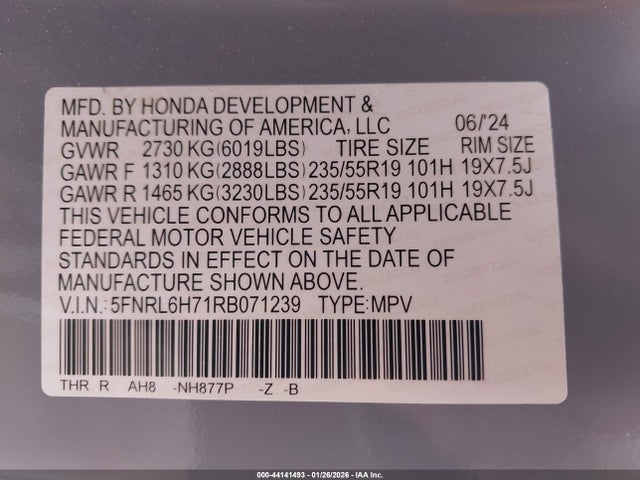 MFD. BY HONDA DEVELOPMENT &
MANUFACTURING OF AMERICA, LLC 06/'24
GVWR 2730 KG(6019LBS) TIRE SIZE RIM SIZE
GAWR F 1310 KG(2888LBS) 235/55R19 101H 19X7.5J
GAWR R 1465 KG(3230LBS) 235/55R19 101H 19X7.5J
THIS VEHICLE CONFORMS TO ALL APPLICABLE
FEDERAL MOTOR VEHICLE SAFETY
STANDARDS IN EFFECT ON THE DATE OF
MANUFACTURE SHOWN ABOVE.
V.I.N.: 5FNRL6H71RB071239 TYPE:MPV
THR R AH8 -NH877P -Z -B
000-44141493 - 01/26/2026 - IAA Inc.